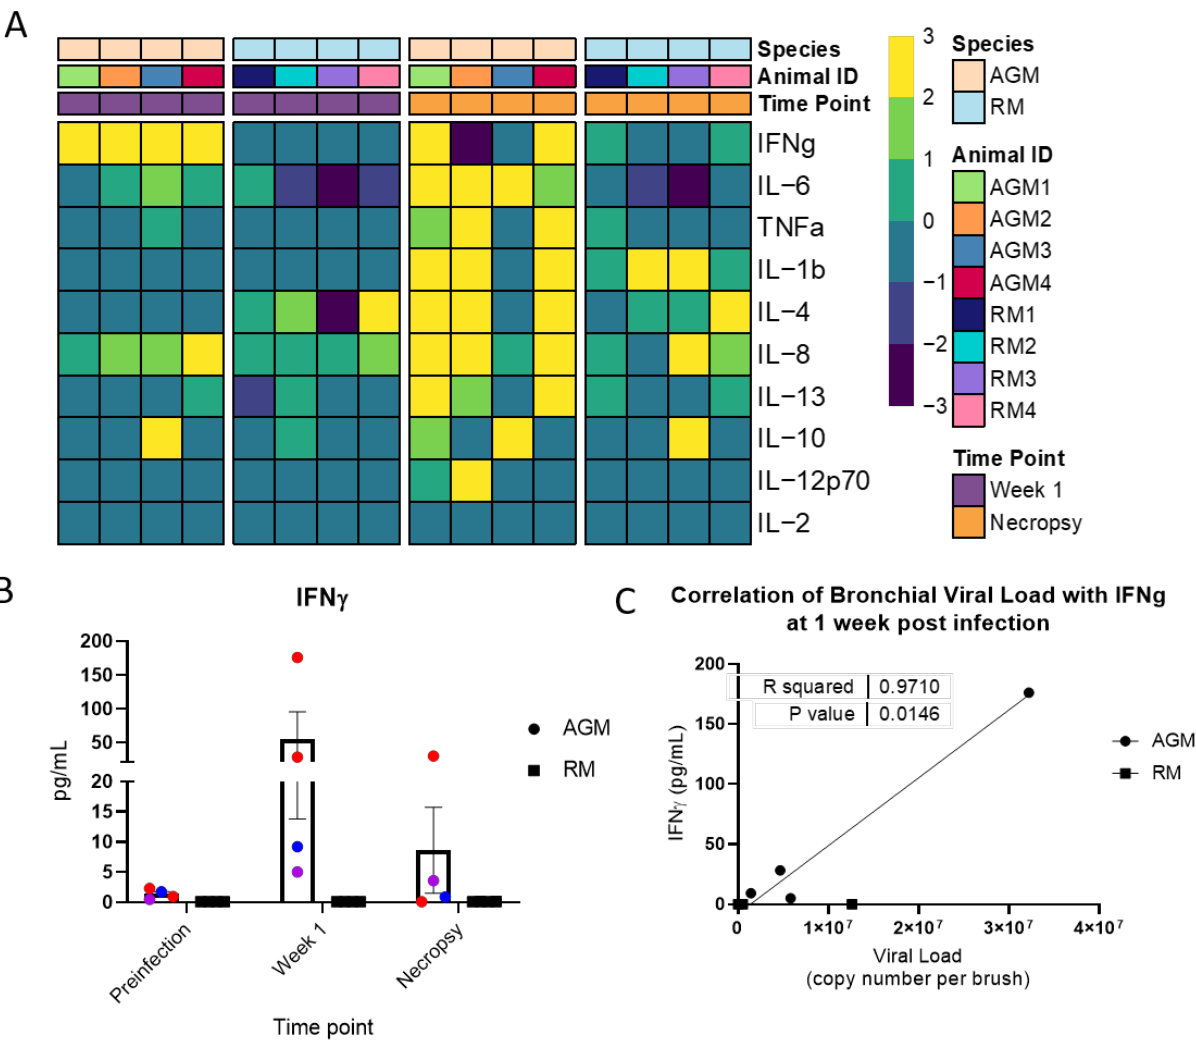 A
Species
Animal ID
Time Point
IFNg
IL−6
TNFa
IL−1b
IL−4
IL−8
IL−13
IL−10
IL−12p70
IL−2
3
2
1
0
−1
−2
−3
Species
AGM
RM
Animal ID
AGM1
AGM2
AGM3
AGM4
RM1
RM2
RM3
RM4
Time Point
Week 1
Necropsy
B
IFNγ
pg/mL
200
150
100
50
20
15
10
5
0
Preinfection
Week 1
Necropsy
Time point
AGM
RM
C
Correlation of Bronchial Viral Load with IFNg
at 1 week post infection
R squared 0.9710
P value 0.0146
IFNγ (pg/mL)
200
150
100
50
0
0 1×10⁷ 2×10⁷ 3×10⁷ 4×10⁷
Viral Load
(copy number per brush)
AGM
RM